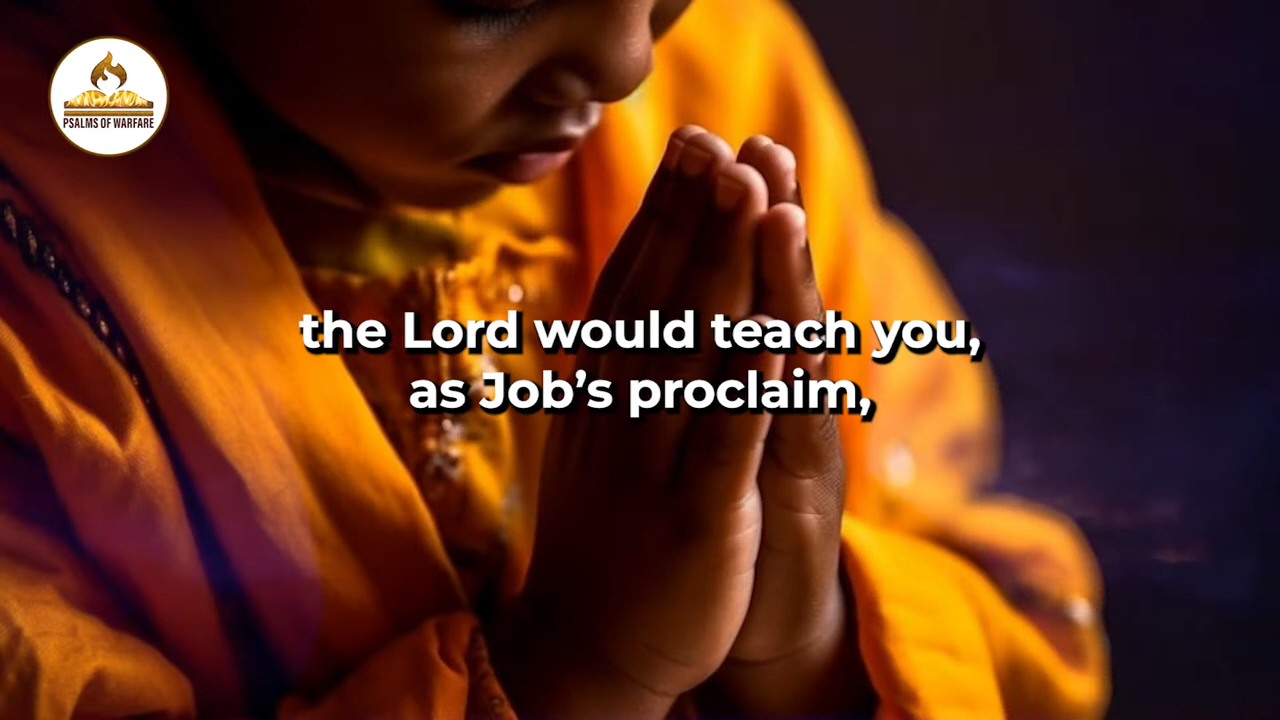 PSALMS OF WARFARE
the Lord would teach you,
as Job’s proclaim,